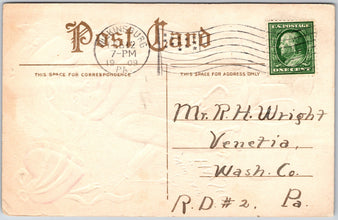 Post Card
WILKINSBURG
7-PM
PA.
U.S.POSTAGE
ONE CENT
THIS SPACE FOR CORRESPONDENCE
THIS SPACE FOR ADDRESS ONLY
Mr. R. H. Wright
Venetia,
Wash. Co.
R.D. #2. Pa.